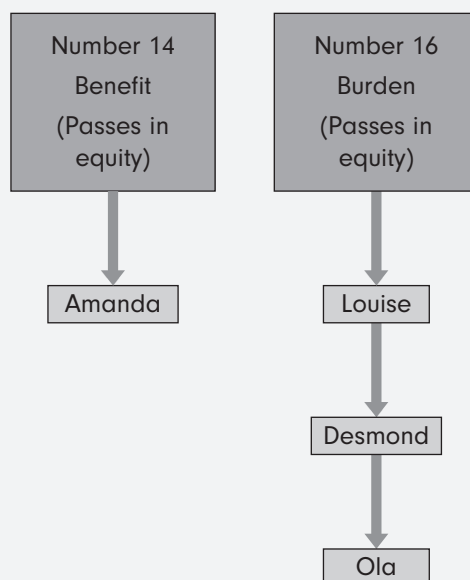 Number 14
Benefit
(Passes in
equity)
Number 16
Burden
(Passes in
equity)
Amanda
Louise
Desmond
Ola